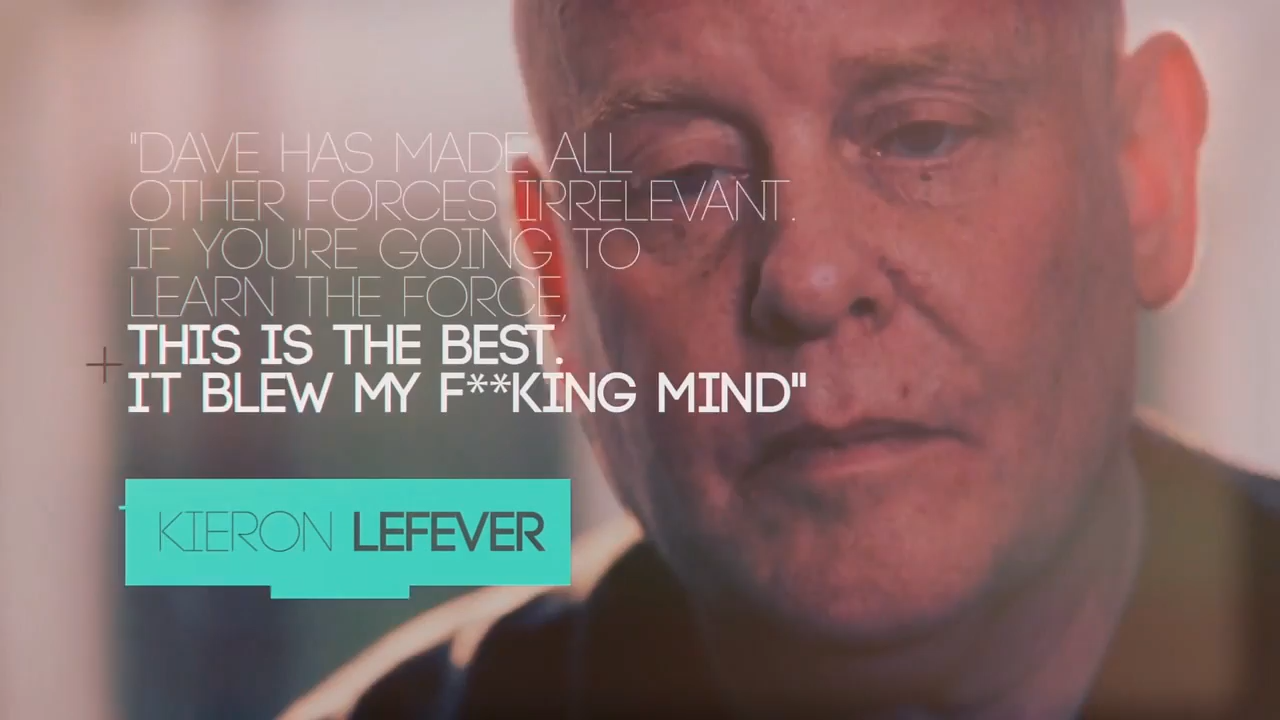 "DAVE HAS MADE ALL
OTHER FORCES IRRELEVANT.
IF YOU'RE GOING TO
LEARN THE FORCE,
THIS IS THE BEST.
IT BLEW MY F**KING MIND"
KIERON LEFEVER